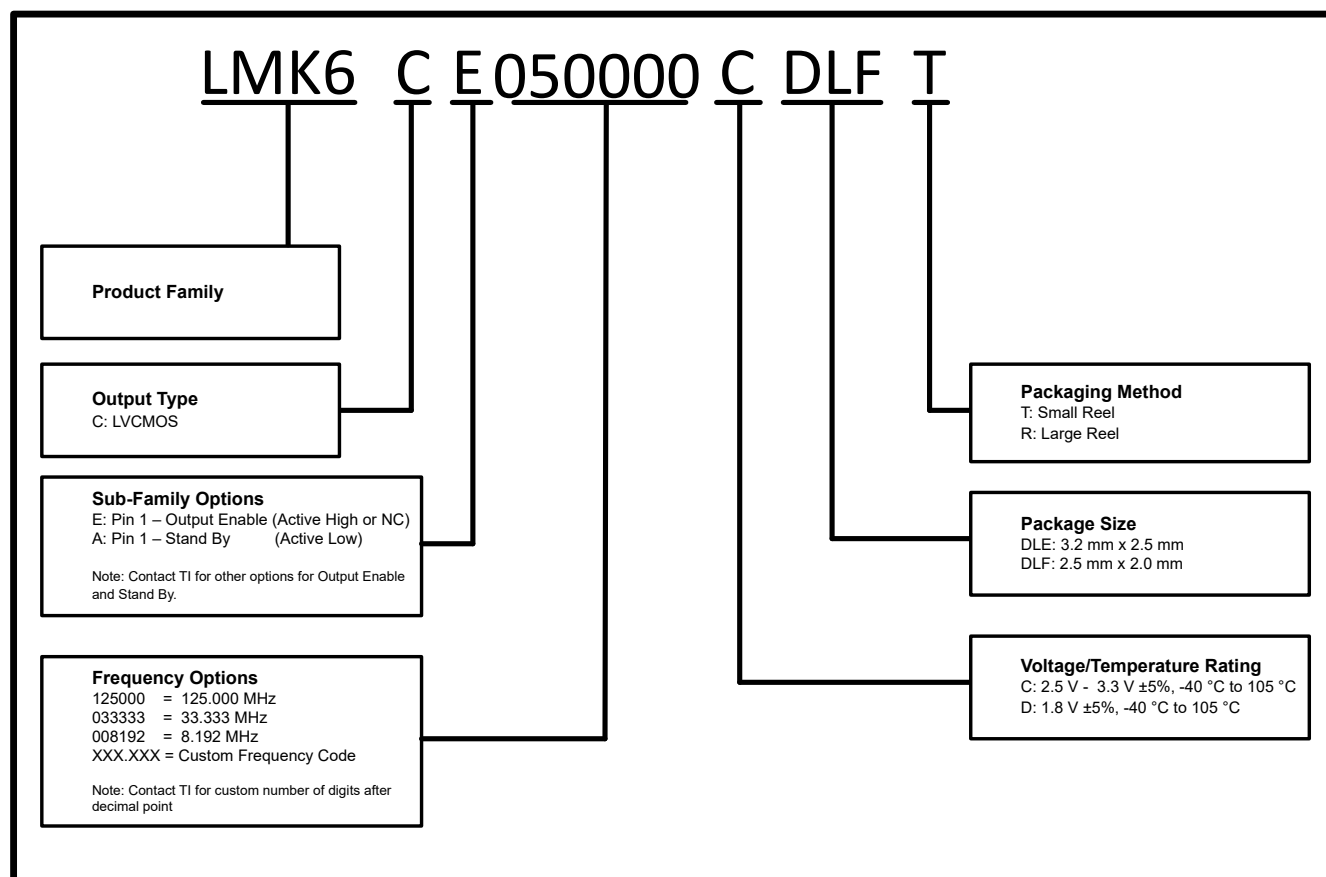 LMK6 C E 050000 C DLF T
Product Family
Output Type
C: LVCMOS
Sub-Family Options
E: Pin 1 – Output Enable (Active High or NC)
A: Pin 1 – Stand By (Active Low)
Note: Contact TI for other options for Output Enable
and Stand By.
Frequency Options
125000 = 125.000 MHz
033333 = 33.333 MHz
008192 = 8.192 MHz
XXX.XXX = Custom Frequency Code
Note: Contact TI for custom number of digits after
decimal point
Packaging Method
T: Small Reel
R: Large Reel
Package Size
DLE: 3.2 mm x 2.5 mm
DLF: 2.5 mm x 2.0 mm
Voltage/Temperature Rating
C: 2.5 V - 3.3 V ±5%, -40 °C to 105 °C
D: 1.8 V ±5%, -40 °C to 105 °C